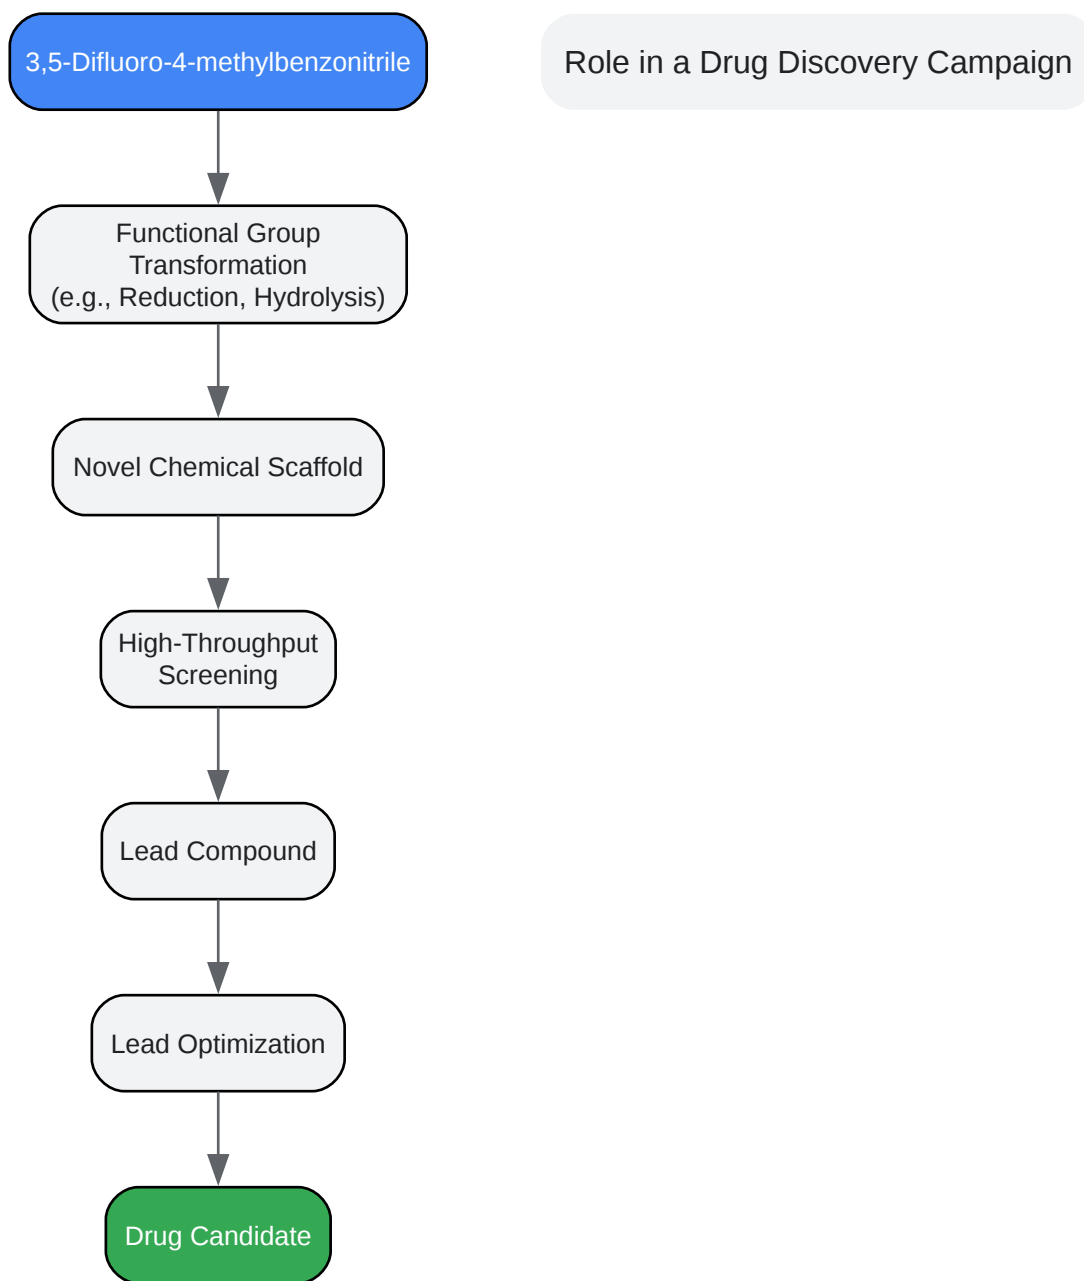 3,5-Difluoro-4-methylbenzonitrile
Role in a Drug Discovery Campaign
Functional Group
Transformation
(e.g., Reduction, Hydrolysis)
Novel Chemical Scaffold
High-Throughput
Screening
Lead Compound
Lead Optimization
Drug Candidate